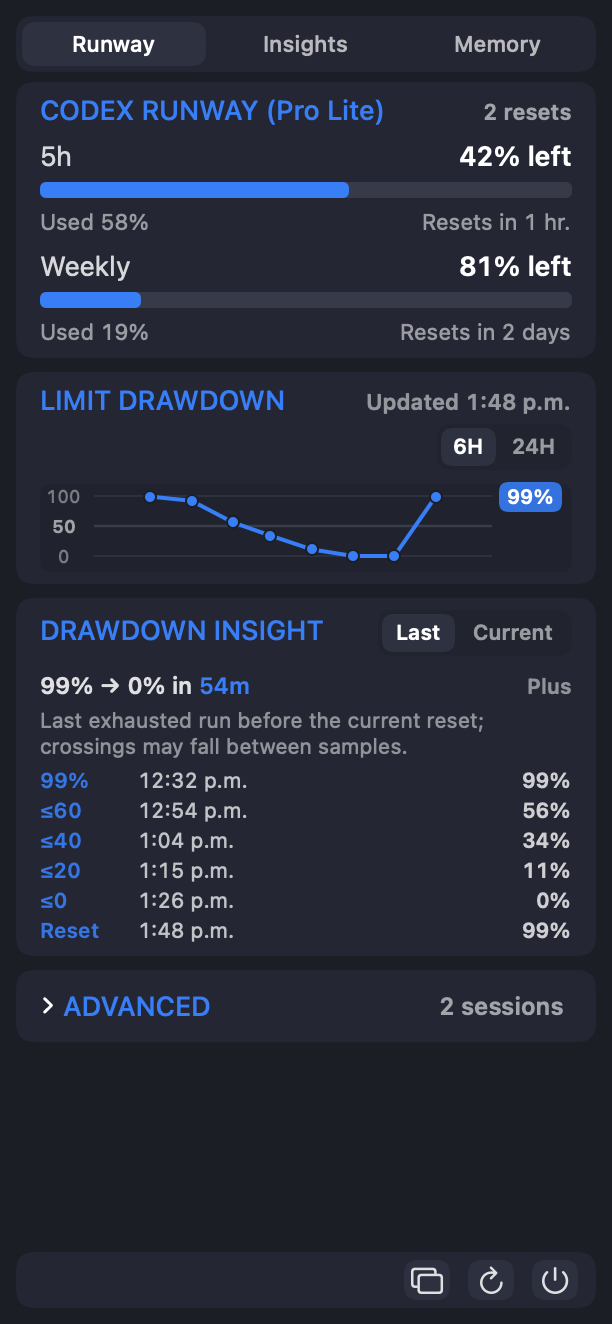 Runway Insights Memory
CODEX RUNWAY (Pro Lite) 2 resets
5h 42% left
Used 58% Resets in 1 hr.
Weekly 81% left
Used 19% Resets in 2 days
LIMIT DRAWDOWN Updated 1:48 p.m.
6H 24H
100 99%
50
0
DRAWDOWN INSIGHT Last Current
99% → 0% in 54m Plus
Last exhausted run before the current reset;
crossings may fall between samples.
99% 12:32 p.m. 99%
≤60 12:54 p.m. 56%
≤40 1:04 p.m. 34%
≤20 1:15 p.m. 11%
≤0 1:26 p.m. 0%
Reset 1:48 p.m. 99%
ADVANCED 2 sessions